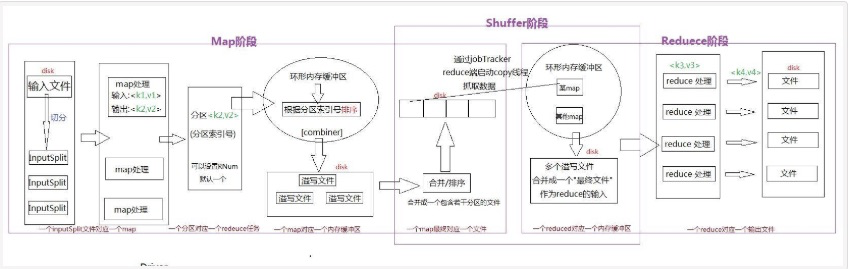 Shuffer阶段
Map阶段
Reduece阶段
disk
输入文件
切分
InputSplit
InputSplit
InputSplit
一个inputSplit文件对应一个map
map处理
输入:<k1,v1>
输出:<k2,v2>
map处理
map处理
分区<k2,v2>
(分区索引号)
可以设置RNum
默认一个
一个分区对应一个redeuce任务
环形内存缓冲区
根据分区索引号排序
[combiner]
disk
溢写文件
溢写文件
溢写文件
一个map对应一个内存缓冲区
通过jobTracker
reduce端启动copy线程
抓取数据
disk
合并/排序
合并成一个包含若干分区的文件
一个map最终对应一个文件
环形内存缓冲区
某map
其他map
disk
多个溢写文件
合并成一个"最终文件"
作为reduce的输入
一个reduced对应一个内存缓冲区
<k3,v3>
reduce 处理
reduce 处理
reduce 处理
reduce 处理
<k4,v4>
disk
文件
文件
文件
文件
一个reduce对应一个输出文件